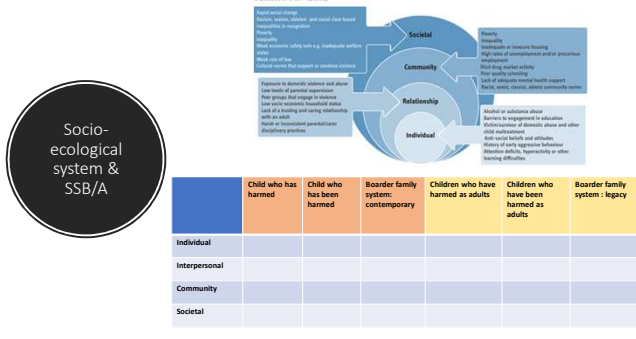 Rapid social change
Racism, sexism, ableism and social class based
inequalities in recognition
Poverty
Inequality
Weak economic safety nets e.g. inadequate welfare
states
Weak rule of law
Cultural norms that support or condone violence
Societal
Poverty
Inequality
Inadequate or insecure housing
High rates of unemployment and/or precarious
employment
Illicit drug market activity
Poor quality schooling
Lack of adequate mental health support
Racist, sexist, classist, ableist community norms
Community
Exposure to domestic violence and abuse
Low levels of parental supervision
Peer groups that engage in violence
Low socio-economic household status
Lack of a trusting and caring relationship
with an adult
Harsh or inconsistent parental/carer
disciplinary practices
Relationship
Individual
Alcohol or substance abuse
Barriers to engagement in education
Victim/survivor of domestic abuse and other
child maltreatment
Anti-social beliefs and attitudes
History of early aggressive behaviour
Attention deficits, hyperactivity or other
learning difficulties
Socio-
ecological
system &
SSB/A
Child who has
harmed
Child who
has been
harmed
Boarder family
system:
contemporary
Children who have
harmed as adults
Children who
have been
harmed as
adults
Boarder family
system : legacy
Individual
Interpersonal
Community
Societal